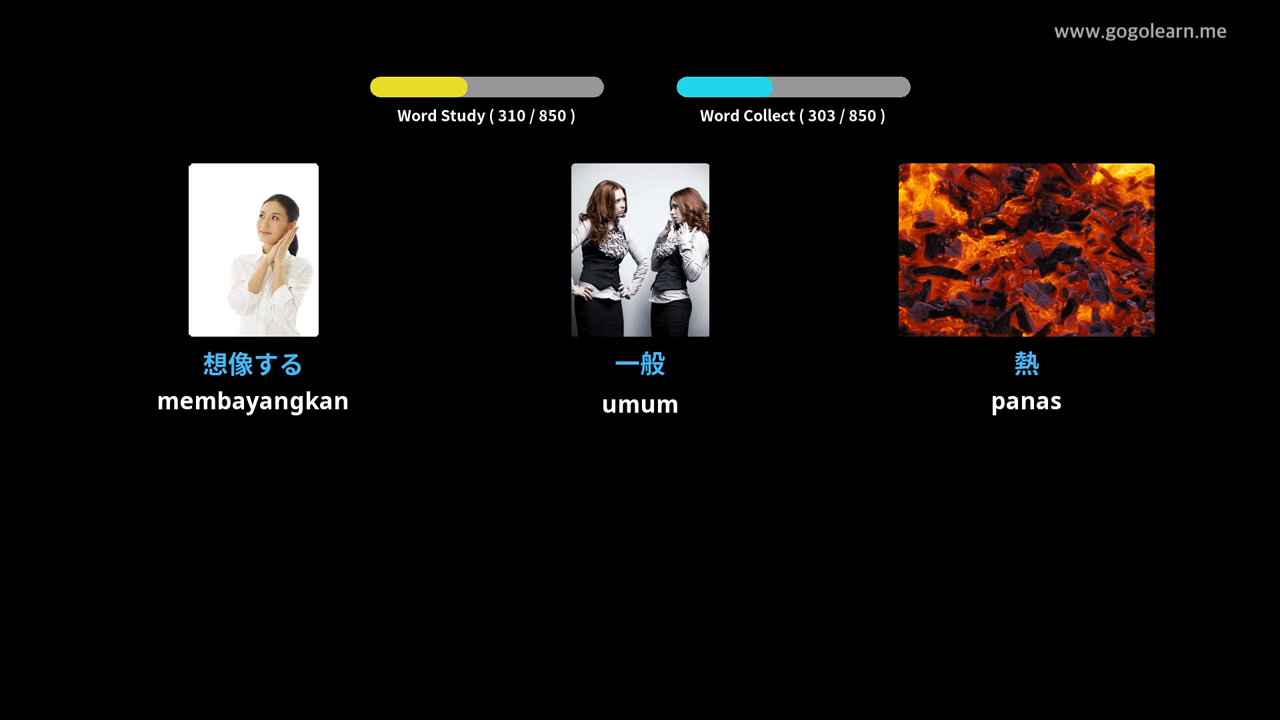 www.gogolearn.me
Word Study ( 310 / 850 )
Word Collect ( 303 / 850 )
想像する
membayangkan
一般
umum
熱
panas